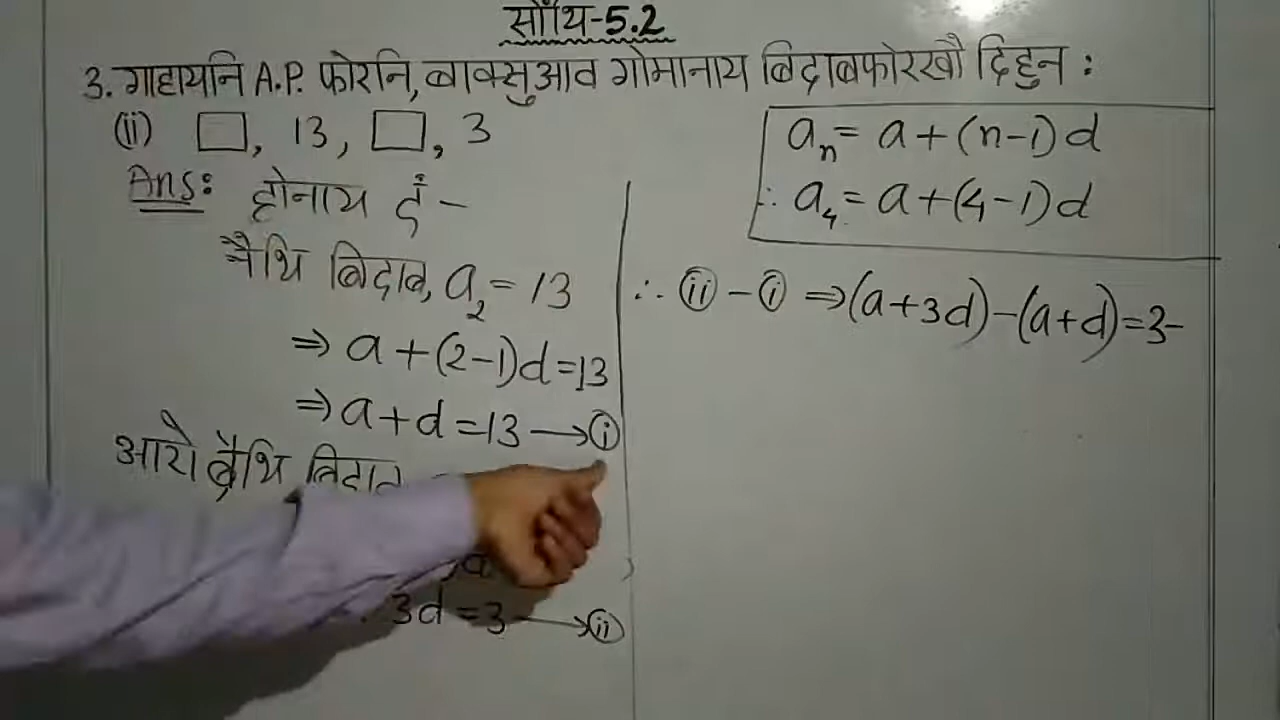 सोंथि-5.2
3. गाहायनि A.P. फोरनि, बाक्सुआव गोमानाय बिदाबफोरखौ दिहुन :
(ii) □, 13, □, 3
Ans: होनाय दं –
नैथि बिदाब, a₂ = 13
⇒ a + (2-1)d = 13
⇒ a + d = 13 → (i)
आरो ब्रैथि बिदाब
3d = 3 → (ii)
aₙ = a + (n-1)d
∴ a₄ = a + (4-1)d
∴ (ii) - (i) ⇒ (a+3d) - (a+d) = 3-